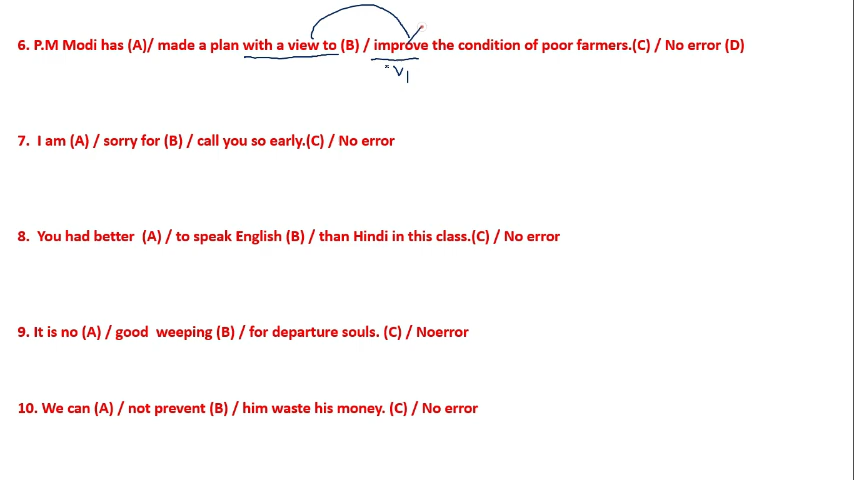 6. P.M Modi has (A)/ made a plan with a view to (B) / improve the condition of poor farmers.(C) / No error (D)
V1
7. I am (A) / sorry for (B) / call you so early.(C) / No error
8. You had better (A) / to speak English (B) / than Hindi in this class.(C) / No error
9. It is no (A) / good weeping (B) / for departure souls. (C) / Noerror
10. We can (A) / not prevent (B) / him waste his money. (C) / No error